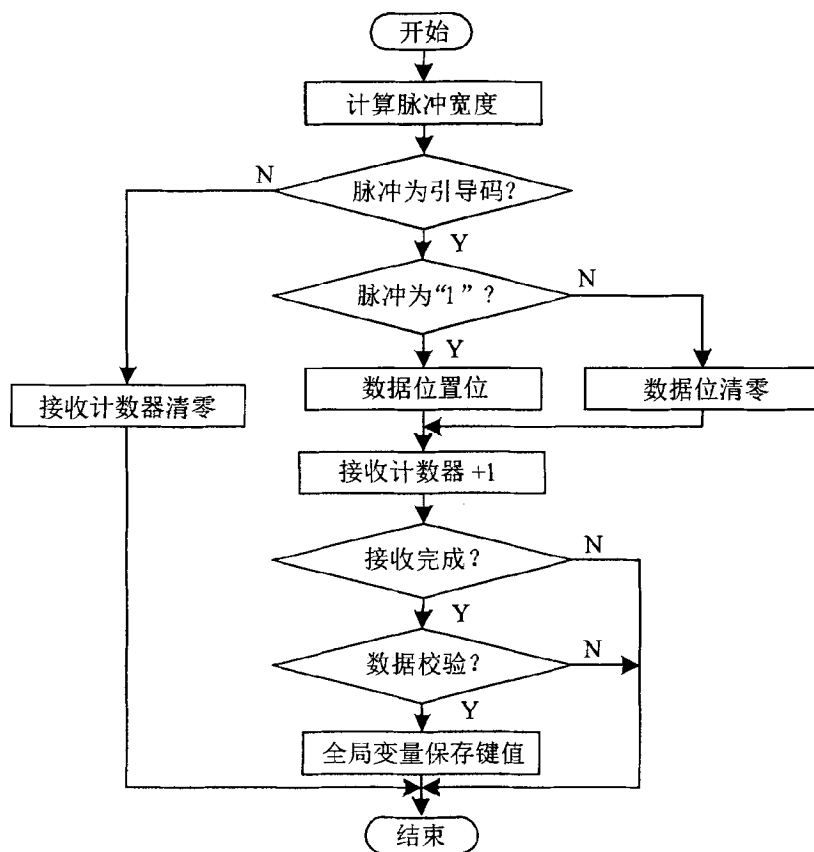 开始
计算脉冲宽度
N
脉冲为引导码?
Y
脉冲为“1”?
N
Y
接收计数器清零
数据位置位
数据位清零
接收计数器+1
接收完成?
N
Y
数据校验?
N
Y
全局变量保存键值
结束